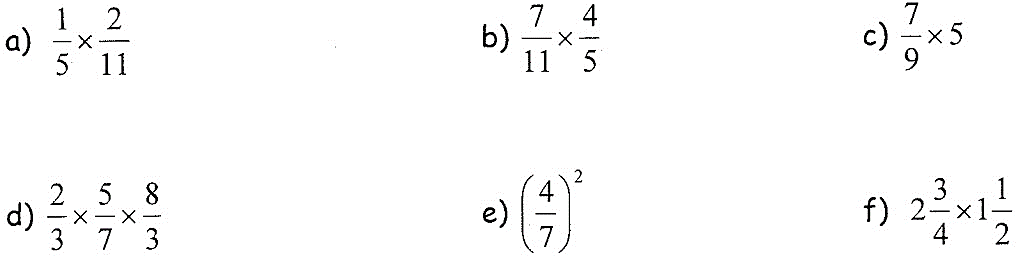 a) 1/5 × 2/11 b) 7/11 × 4/5 c) 7/9 × 5
d) 2/3 × 5/7 × 8/3 e) (4/7)² f) 2 3/4 × 1 1/2